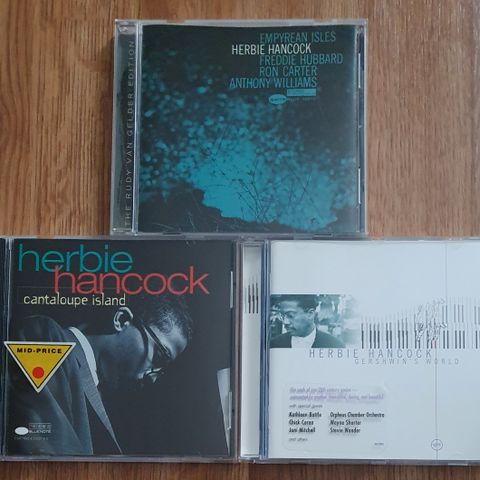 EMPYREAN ISLES
HERBIE HANCOCK
FREDDIE HUBBARD
RON CARTER
ANTHONY WILLIAMS
THE RUDY VAN GELDER EDITION
herbie
hancock
cantaloupe island
MID-PRICE
BLUE NOTE
HERBIE HANCOCK
GERSHWIN'S WORLD
with special guests
Kathleen Battle
Chick Corea
Joni Mitchell
and others
Orpheus Chamber Orchestra
Wayne Shorter
Stevie Wonder